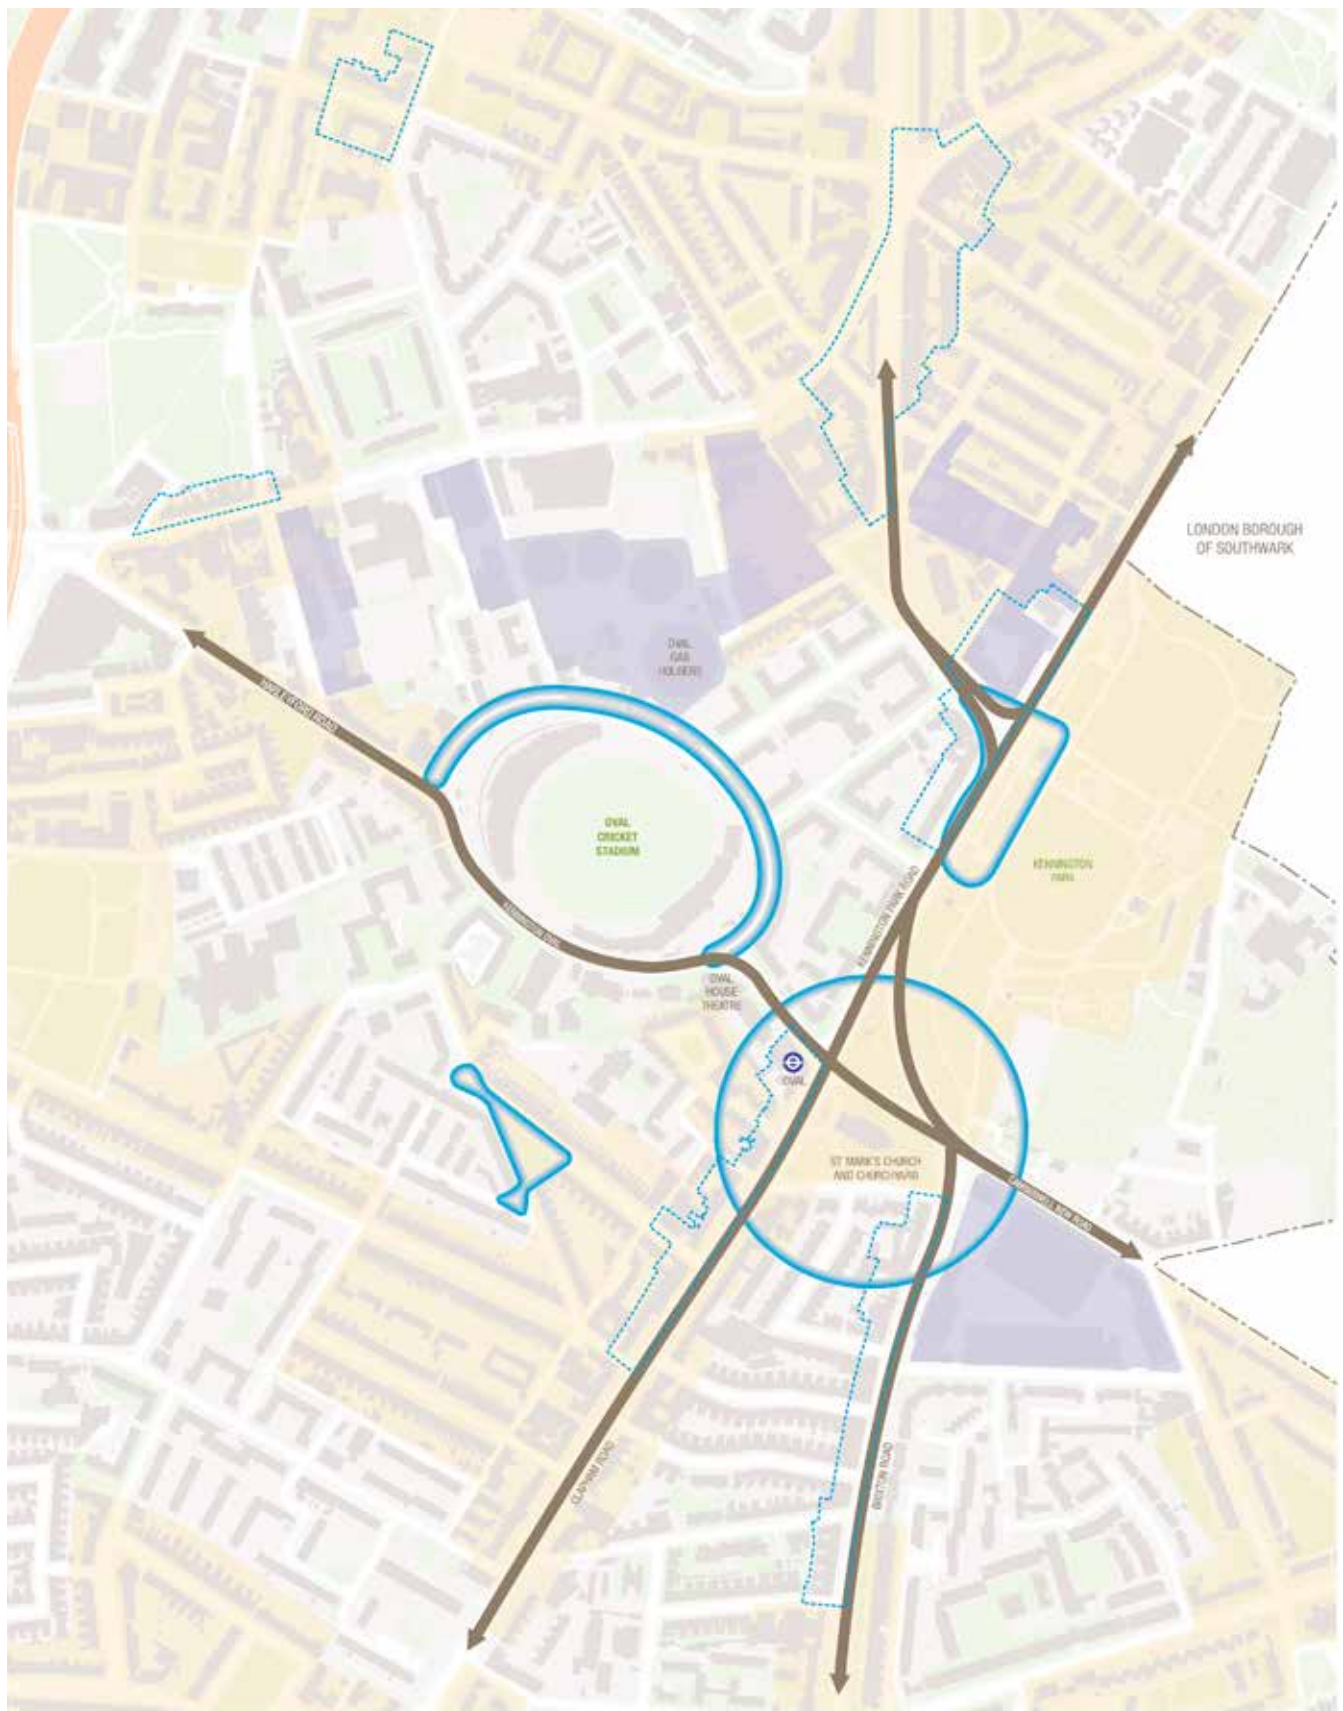 LONDON BOROUGH
OF SOUTHWARK
OVAL
GAS
HOLDERS
HARLEYFORD ROAD
OVAL
CRICKET
STADIUM
KENNINGTON
PARK
KENNINGTON PARK ROAD
KENNINGTON OVAL
OVAL
HOUSE
THEATRE
OVAL
ST MARK'S CHURCH
AND CHURCHYARD
CAMBERWELL NEW ROAD
CLAPHAM ROAD
BRIXTON ROAD